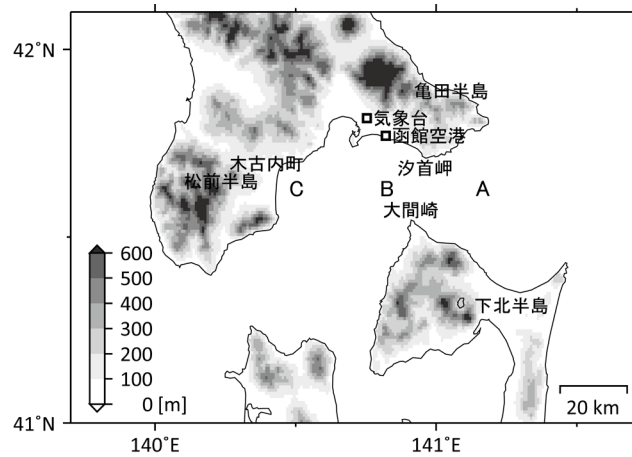 42˚N
亀田半島
気象台
函館空港
汐首岬
木古内町
松前半島
C
B
A
大間崎
600
500
400
300
200
100
0 [m]
下北半島
20 km
41˚N
140˚E
141˚E